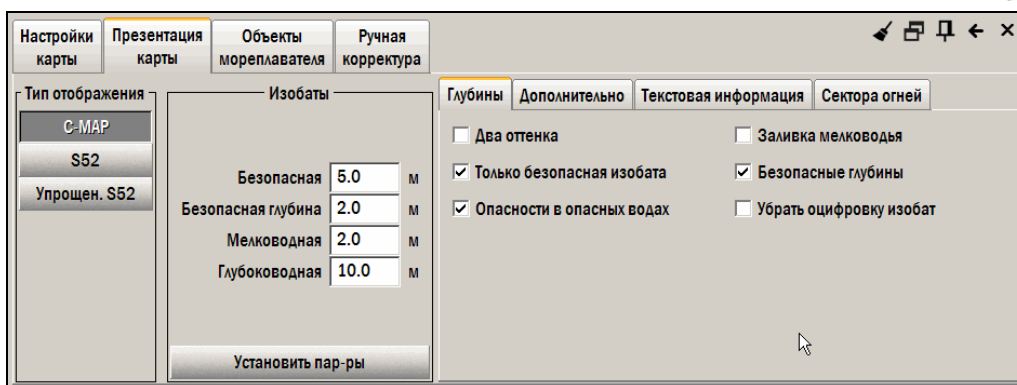 Настройки карты
Презентация карты
Объекты мореплавателя
Ручная корректура
Тип отображения
C-MAP
S52
Упрощен. S52
Изобаты
Безопасная 5.0 м
Безопасная глубина 2.0 м
Мелководная 2.0 м
Глубоководная 10.0 м
Установить пар-ры
Глубины Дополнительно Текстовая информация Сектора огней
Два оттенка
Заливка мелководья
Только безопасная изобата
Безопасные глубины
Опасности в опасных водах
Убрать оцифровку изобат